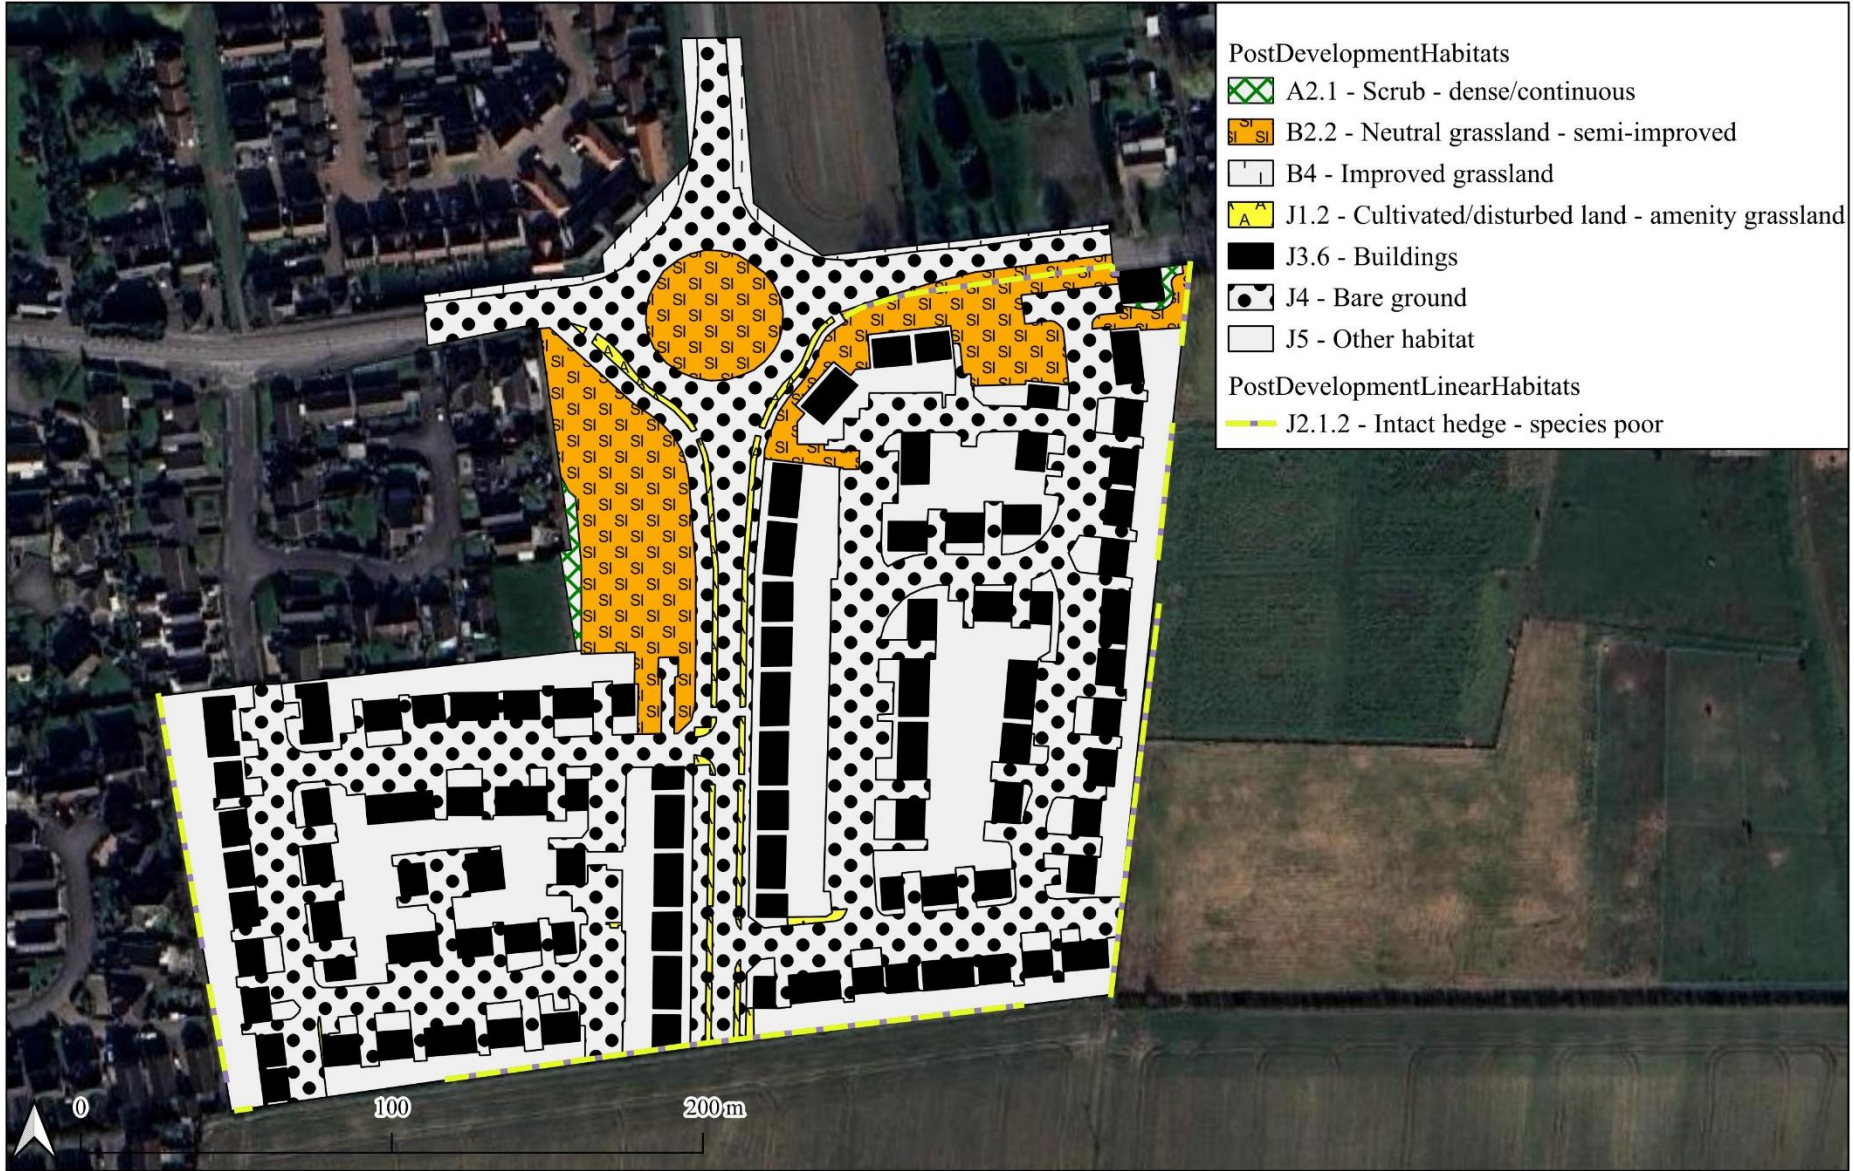 PostDevelopmentHabitats
A2.1 - Scrub - dense/continuous
B2.2 - Neutral grassland - semi-improved
B4 - Improved grassland
J1.2 - Cultivated/disturbed land - amenity grassland
J3.6 - Buildings
J4 - Bare ground
J5 - Other habitat
PostDevelopmentLinearHabitats
J2.1.2 - Intact hedge - species poor
0 100 200 m